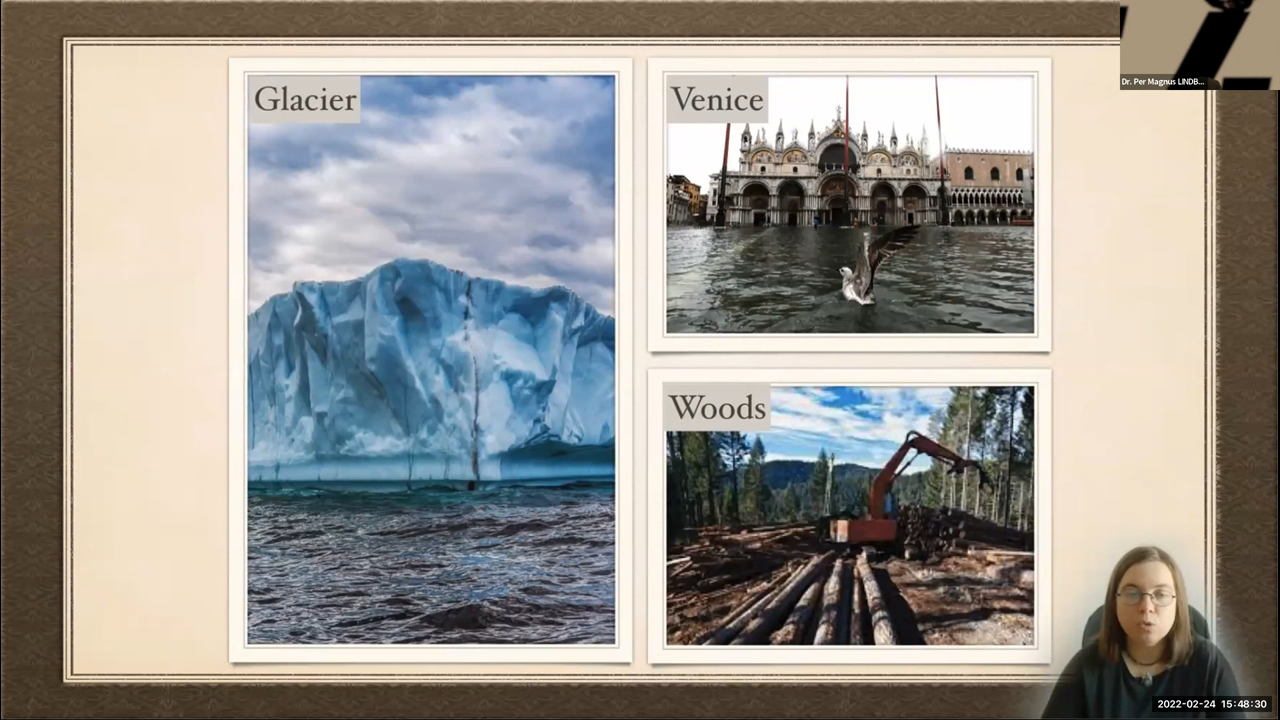 Glacier
Venice
Woods
Dr. Per Magnus LINDB...
2022-02-24 15:48:30